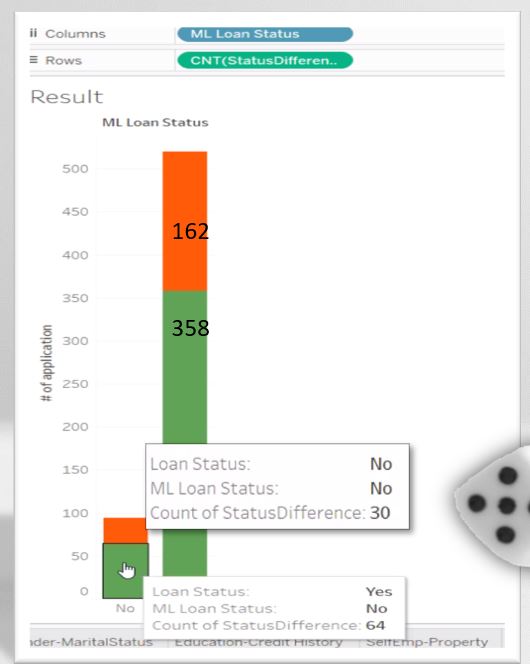 ii Columns ML Loan Status
≡ Rows CNT(StatusDifferen..
Result
ML Loan Status
500
450
400
350
300
250
200
150
100
50
0
# of application
162
358
Loan Status: No
ML Loan Status: No
Count of StatusDifference: 30
Loan Status: Yes
ML Loan Status: No
Count of StatusDifference: 64
No
nder-MaritalStatus Education-Credit History SelfEmp-Property